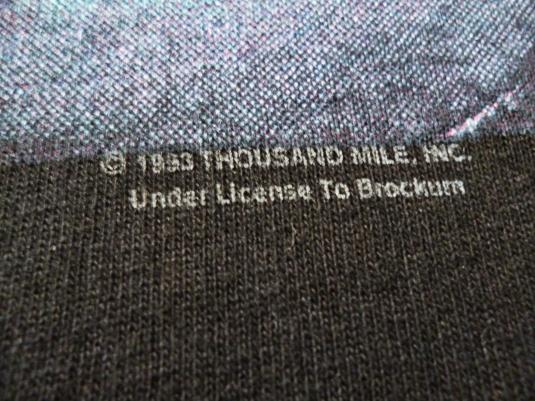 © 1993 THOUSAND MILE, INC.
Under License To Brockum